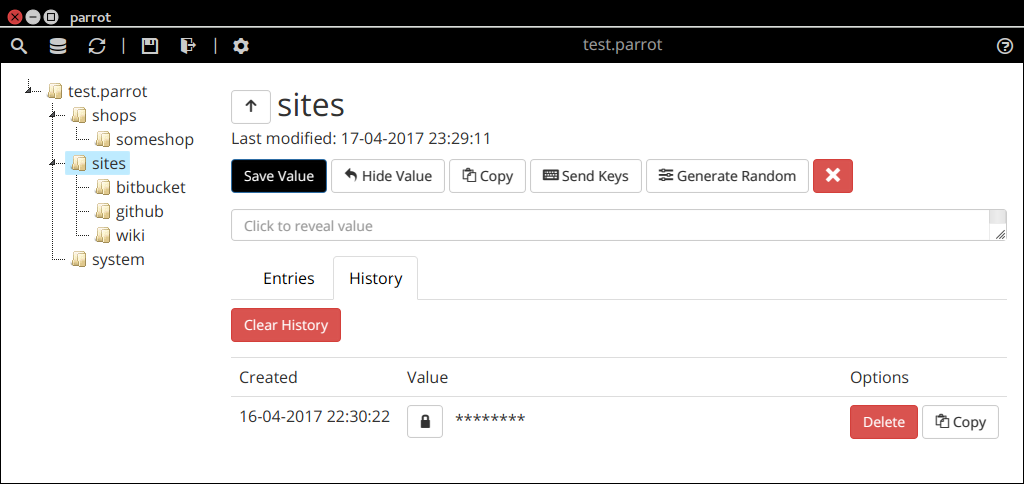 parrot
test.parrot
test.parrot
shops
someshop
sites
bitbucket
github
wiki
system
sites
Last modified: 17-04-2017 23:29:11
Save Value Hide Value Copy Send Keys Generate Random
Click to reveal value
Entries History
Clear History
Created Value Options
16-04-2017 22:30:22 ******** Delete Copy